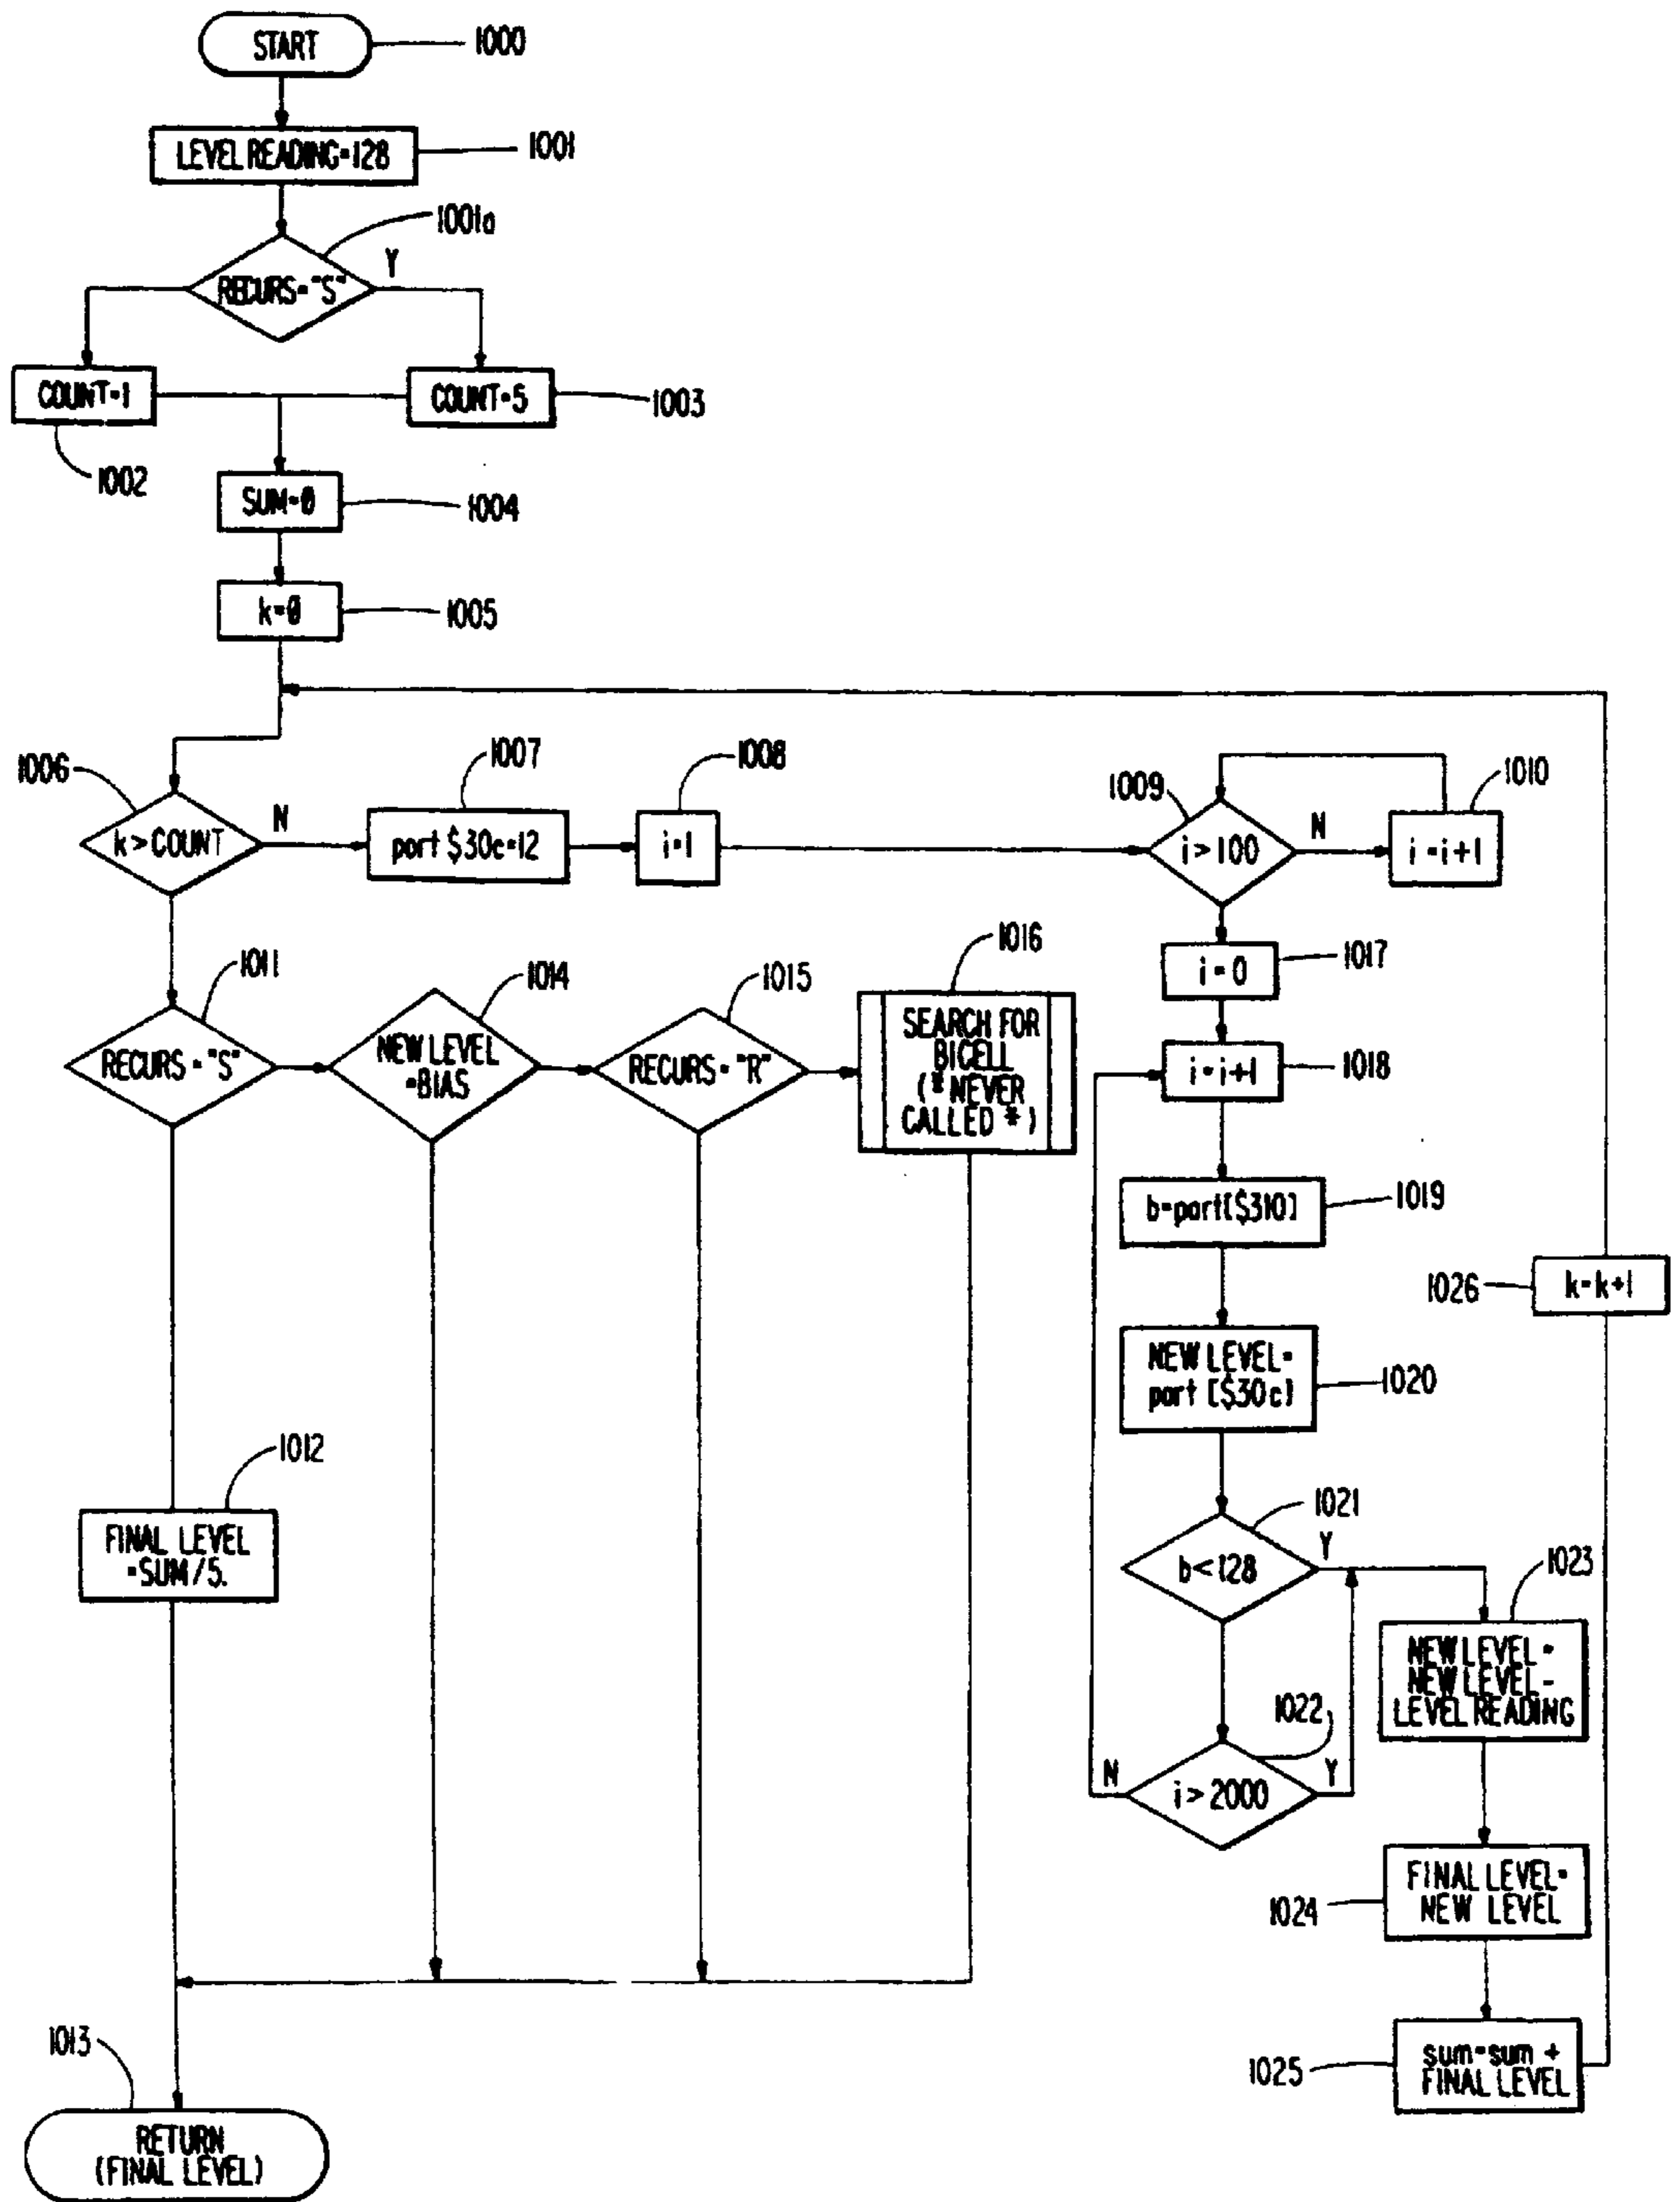 START
1000
LEVEL READING=128
1001
1001a
RECURS="S"
Y
COUNT=1
COUNT=5
1003
1002
SUM=0
1004
k=0
1005
1006
1007
1008
1009
1010
k>COUNT
N
port $30c=12
i=1
i>100
N
i=i+1
1011
1014
1015
1016
i=0
1017
RECURS="S"
NEW LEVEL
=BIAS
RECURS="R"
SEARCH FOR
BICELL
(*NEVER
CALLED *)
i=i+1
1018
b=port[$310]
1019
1026
k=k+1
NEW LEVEL=
port [$30c]
1020
1012
FINAL LEVEL
=SUM/5.
1021
b<128
Y
1023
NEW LEVEL=
NEW LEVEL-
LEVEL READING
1022
N
i>2000
Y
FINAL LEVEL=
NEW LEVEL
1024
1013
sum=sum +
FINAL LEVEL
1025
RETURN
(FINAL LEVEL)